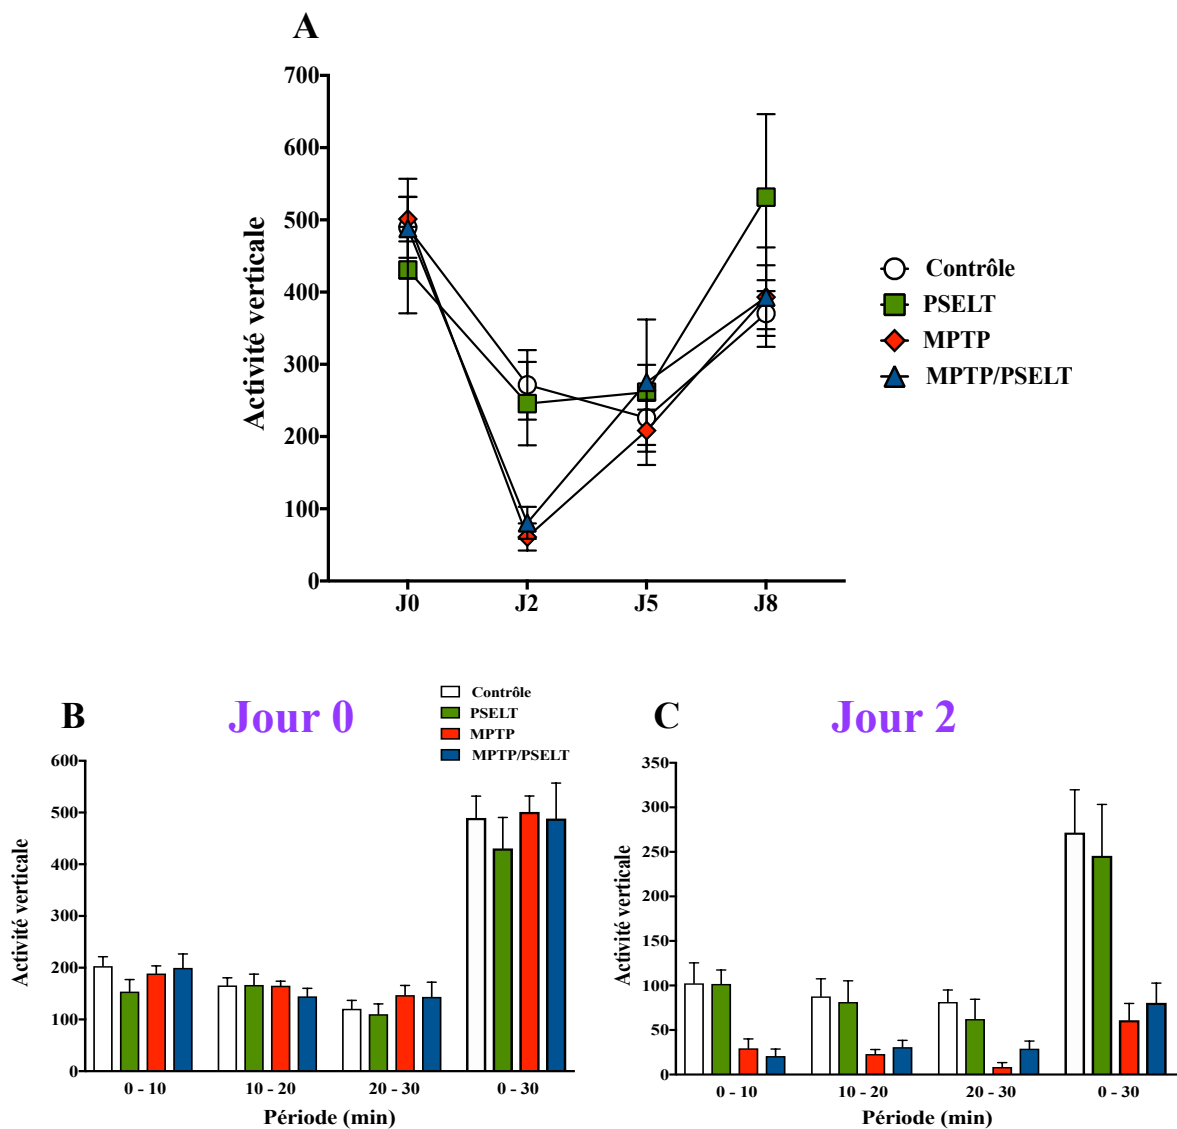 A
Activité verticale
700
600
500
400
300
200
100
0
J0 J2 J5 J8
Contrôle
PSELT
MPTP
MPTP/PSELT
B
Jour 0
Contrôle
PSELT
MPTP
MPTP/PSELT
Activité verticale
600
500
400
300
200
100
0
0 - 10 10 - 20 20 - 30 0 - 30
Période (min)
C
Jour 2
Activité verticale
350
300
250
200
150
100
50
0
0 - 10 10 - 20 20 - 30 0 - 30
Période (min)